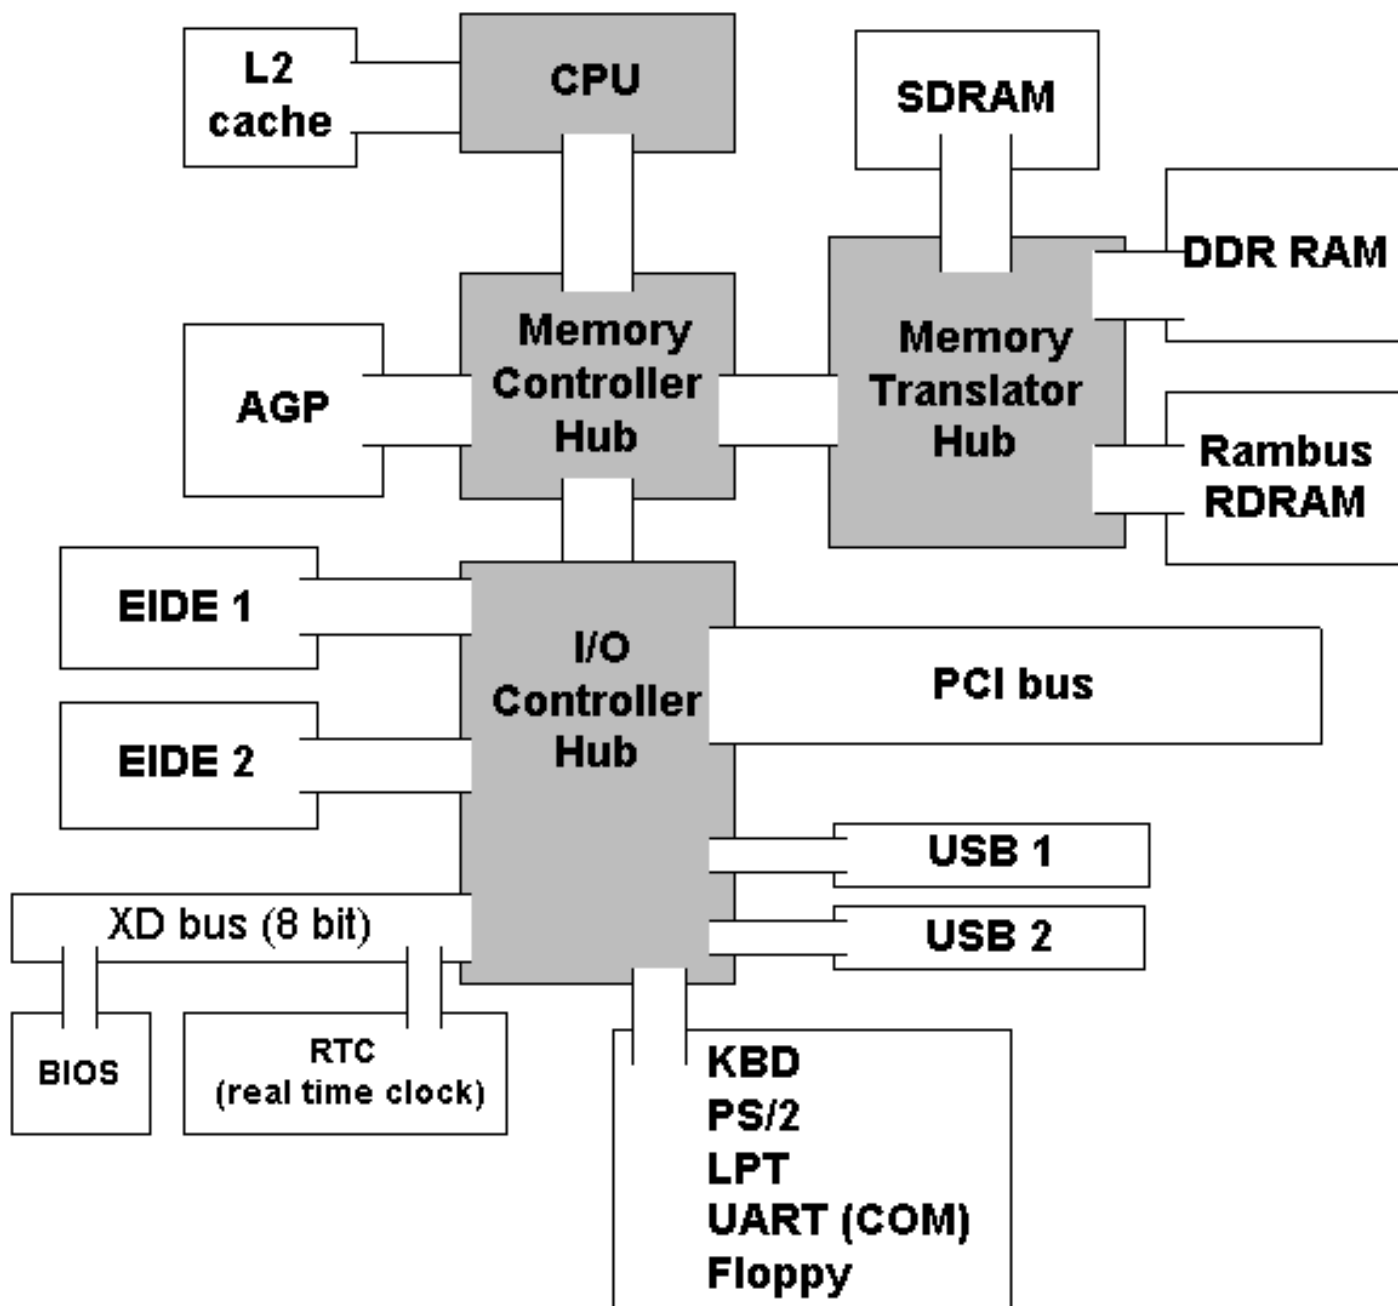 L2
cache
CPU
SDRAM
DDR RAM
Memory
Controller
Hub
Memory
Translator
Hub
AGP
Rambus
RDRAM
EIDE 1
I/O
Controller
Hub
PCI bus
EIDE 2
USB 1
XD bus (8 bit)
USB 2
BIOS
RTC
(real time clock)
KBD
PS/2
LPT
UART (COM)
Floppy